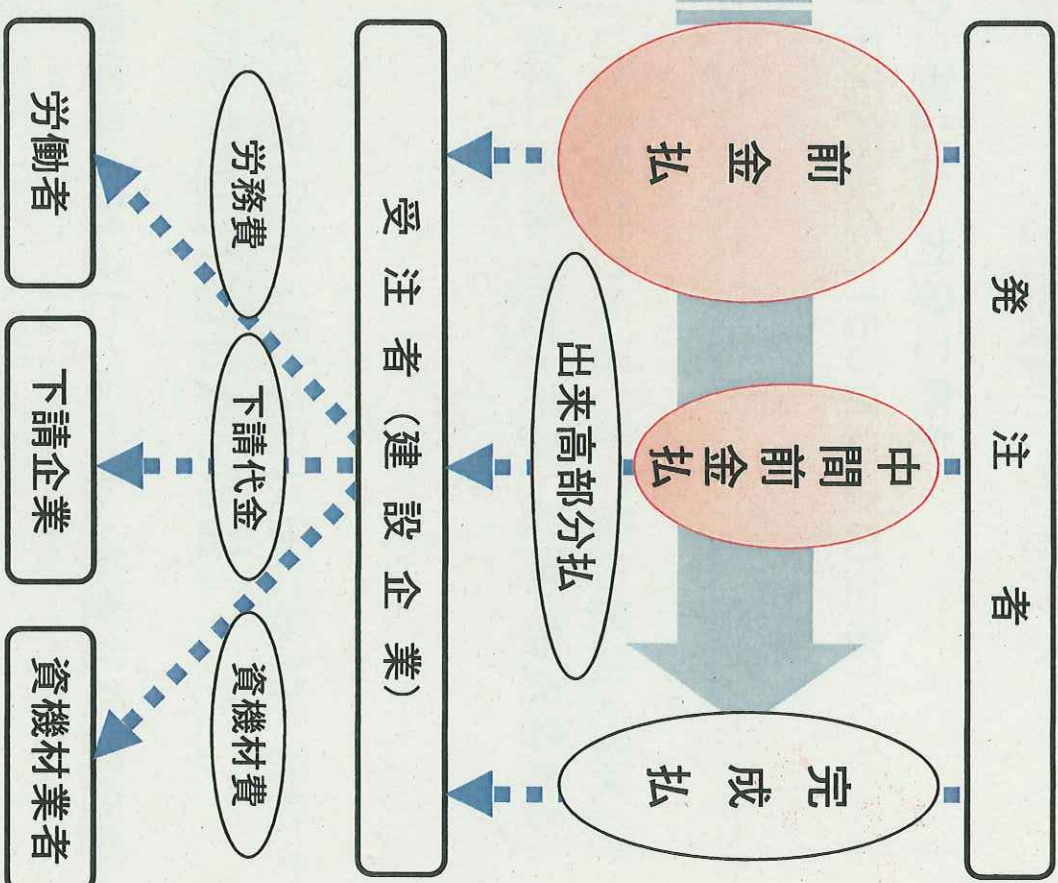 発注者
前金払
中間前金払
完成払
出来高部分払
受注者（建設企業）
労務費
下請代金
資機材費
労働者
下請企業
資機材業者